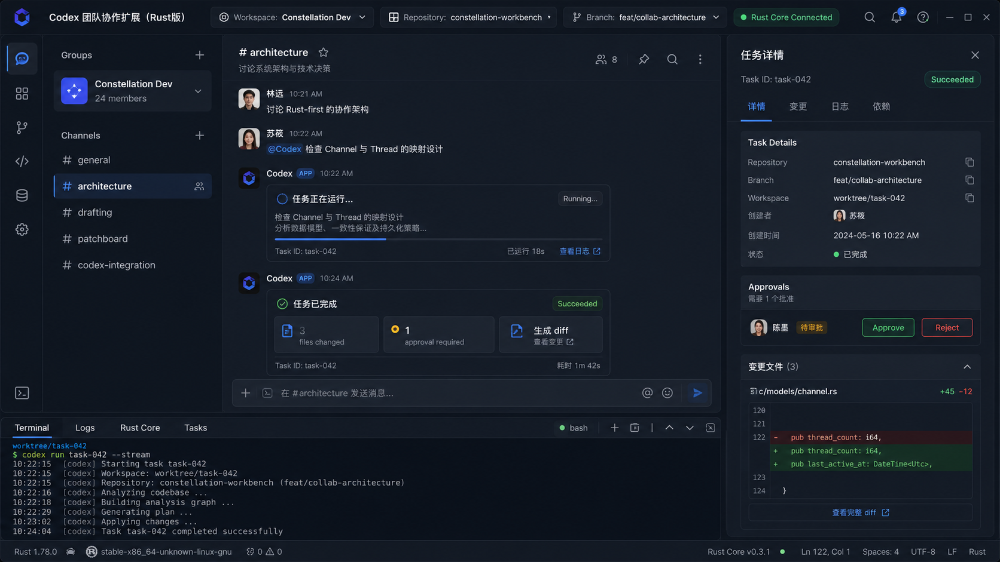 Codex 团队协作扩展（Rust版）
Workspace: Constellation Dev
Repository: constellation-workbench
Branch: feat/collab-architecture
Rust Core Connected
3
Groups
Constellation Dev
24 members
Channels
# general
# architecture
# drafting
# patchboard
# codex-integration
# architecture
讨论系统架构与技术决策
8
林远 10:21 AM
讨论 Rust-first 的协作架构
苏筱 10:22 AM
@Codex 检查 Channel 与 Thread 的映射设计
Codex APP 10:22 AM
任务正在运行...
Running...
检查 Channel 与 Thread 的映射设计
分析数据模型、一致性保证及持久化策略...
Task ID: task-042
已运行 18s
查看日志
Codex APP 10:24 AM
任务已完成
Succeeded
3
files changed
1
approval required
生成 diff
查看变更
Task ID: task-042
耗时 1m 42s
在 #architecture 发送消息...
Terminal
Logs
Rust Core
Tasks
bash
worktree/task-042
$ codex run task-042 --stream
10:22:15 [codex] Starting task task-042
10:22:15 [codex] Workspace: worktree/task-042
10:22:15 [codex] Repository: constellation-workbench (feat/collab-architecture)
10:22:16 [codex] Analyzing codebase ...
10:22:18 [codex] Building analysis graph ...
10:22:29 [codex] Generating plan ...
10:23:02 [codex] Applying changes ...
10:24:04 [codex] Task task-042 completed successfully
任务详情
Task ID: task-042
Succeeded
详情
变更
日志
依赖
Task Details
Repository constellation-workbench
Branch feat/collab-architecture
Workspace worktree/task-042
创建者 苏筱
创建时间 2024-05-16 10:22 AM
状态 已完成
Approvals
需要 1 个批准
陈墨 待审批
Approve
Reject
变更文件 (3)
c/models/channel.rs +45 -12
120
121
122 - pub thread_count: i64,
+ pub thread_count: i64,
+ pub last_active_at: DateTime<Utc>,
123
124 }
查看完整 diff
Rust 1.78.0
stable-x86_64-unknown-linux-gnu
0
0
Rust Core v0.3.1
Ln 122, Col 1
Spaces: 4
UTF-8
LF
Rust